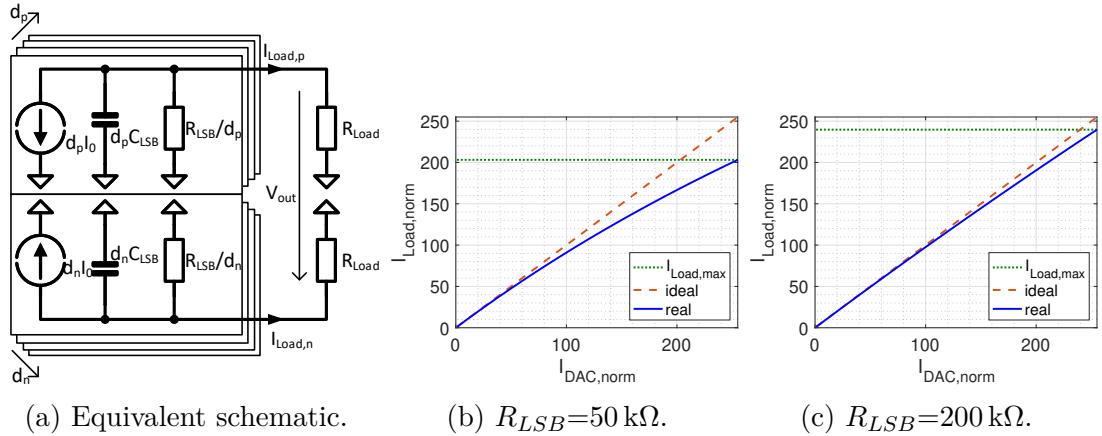 d_p
I_Load,p
d_pI_0
d_pC_LSB
R_LSB/d_p
R_Load
V_out
d_nI_0
d_nC_LSB
R_LSB/d_n
R_Load
I_Load,n
d_n
(a) Equivalent schematic.
I_Load,norm
250
200
150
100
50
0
0 100 200
I_DAC,norm
I_Load,max
ideal
real
(b) R_LSB=50 kΩ.
I_Load,norm
250
200
150
100
50
0
0 100 200
I_DAC,norm
I_Load,max
ideal
real
(c) R_LSB=200 kΩ.